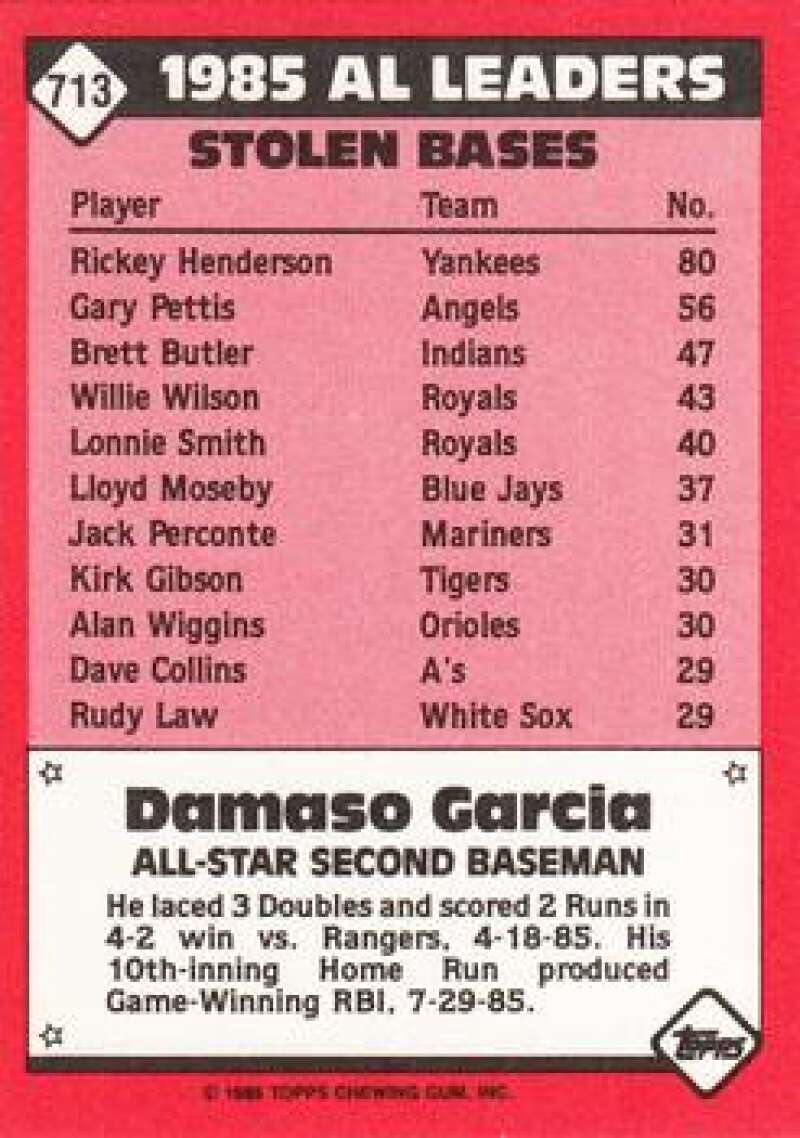 713
1985 AL LEADERS
STOLEN BASES
Player Team No.
Rickey Henderson Yankees 80
Gary Pettis Angels 56
Brett Butler Indians 47
Willie Wilson Royals 43
Lonnie Smith Royals 40
Lloyd Moseby Blue Jays 37
Jack Perconte Mariners 31
Kirk Gibson Tigers 30
Alan Wiggins Orioles 30
Dave Collins A's 29
Rudy Law White Sox 29
Damaso Garcia
ALL-STAR SECOND BASEMAN
He laced 3 Doubles and scored 2 Runs in
4-2 win vs. Rangers, 4-18-85. His
10th-inning Home Run produced
Game-Winning RBI, 7-29-85.
TOPPS
© 1986 TOPPS CHEWING GUM, INC.